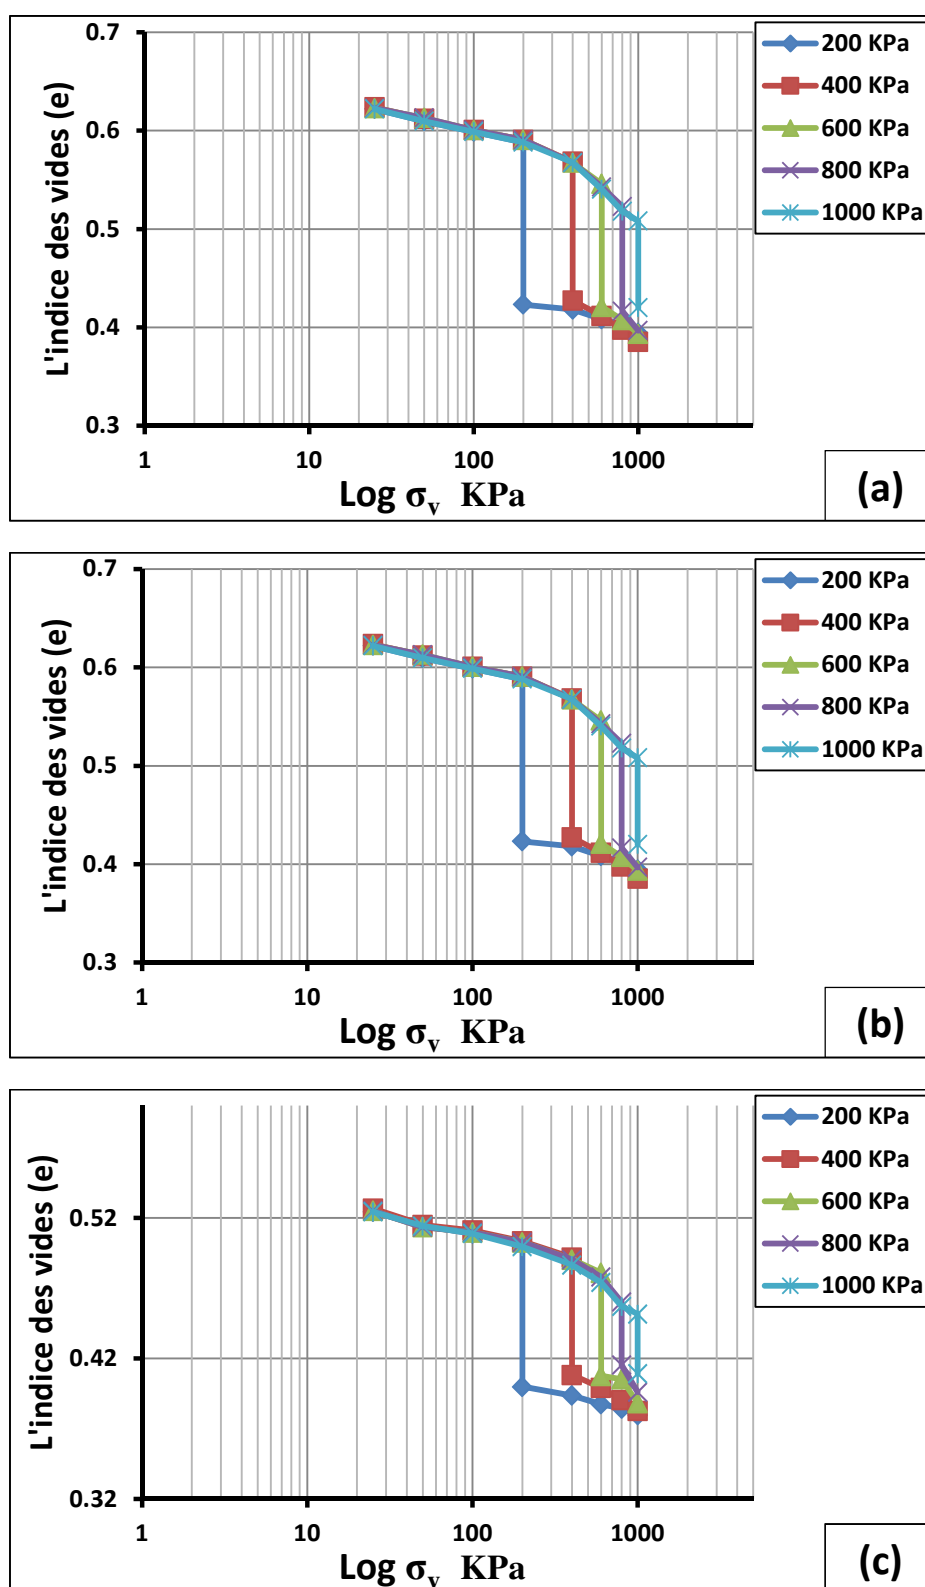 0.7
0.6
0.5
0.4
0.3
L'indice des vides (e)
1
10
100
1000
Log σv KPa
200 KPa
400 KPa
600 KPa
800 KPa
1000 KPa
(a)
0.7
0.6
0.5
0.4
0.3
L'indice des vides (e)
1
10
100
1000
Log σv KPa
200 KPa
400 KPa
600 KPa
800 KPa
1000 KPa
(b)
0.52
0.42
0.32
L'indice des vides (e)
1
10
100
1000
Log σv KPa
200 KPa
400 KPa
600 KPa
800 KPa
1000 KPa
(c)